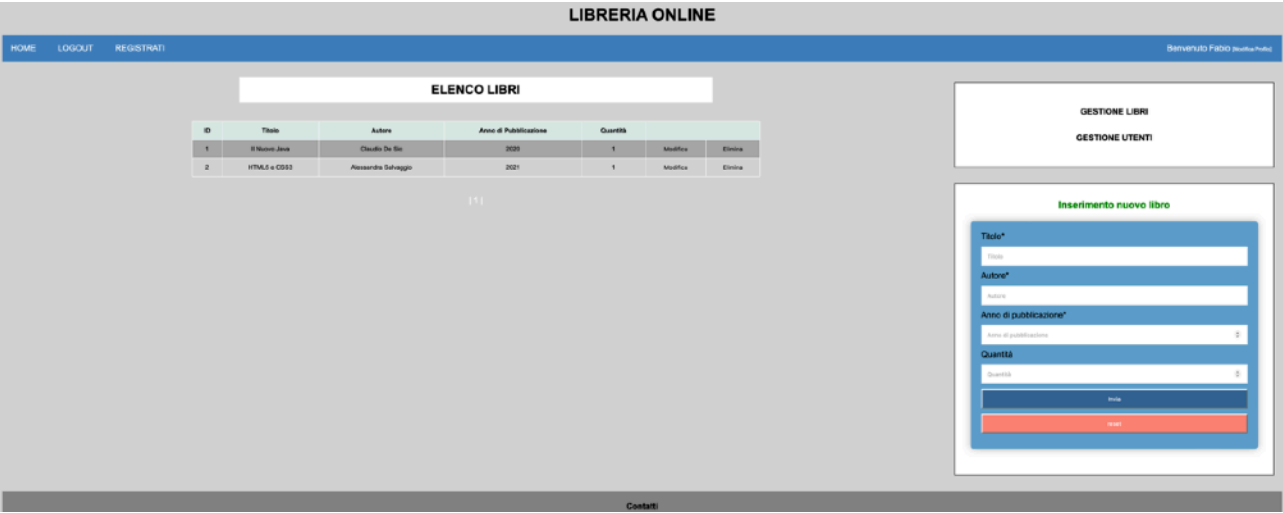 LIBRERIA ONLINE
HOME LOGOUT REGISTRATI Benvenuto Fabio [Modifica Profilo]
ELENCO LIBRI
ID Titolo Autore Anno di Pubblicazione Quantità
1 Il Nuovo Java Claudio De Sio 2020 1 Modifica Elimina
2 HTML5 e CSS3 Alessandra Salvaggio 2021 1 Modifica Elimina
[ 1 ]
GESTIONE LIBRI
GESTIONE UTENTI
Inserimento nuovo libro
Titolo*
Titolo
Autore*
Autore
Anno di pubblicazione*
Anno di pubblicazione
Quantità
Quantità
Invia
reset
Contatti